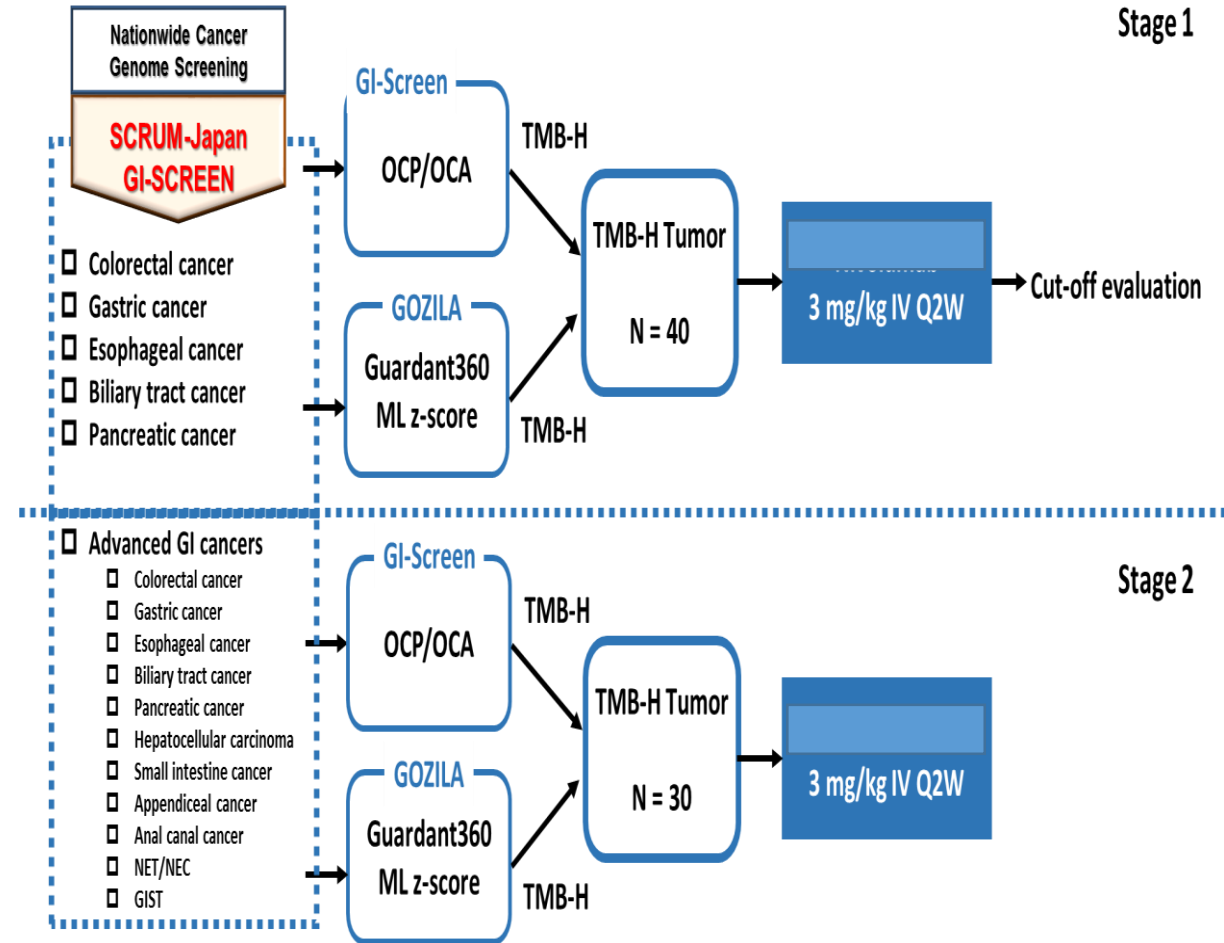 Stage 1
Nationwide Cancer
Genome Screening
SCRUM-Japan
GI-SCREEN
Colorectal cancer
Gastric cancer
Esophageal cancer
Biliary tract cancer
Pancreatic cancer
GI-Screen
OCP/OCA
TMB-H
GOZILA
Guardant360
ML z-score
TMB-H
TMB-H Tumor
N = 40
3 mg/kg IV Q2W
Cut-off evaluation
Stage 2
Advanced GI cancers
Colorectal cancer
Gastric cancer
Esophageal cancer
Biliary tract cancer
Pancreatic cancer
Hepatocellular carcinoma
Small intestine cancer
Appendiceal cancer
Anal canal cancer
NET/NEC
GIST
GI-Screen
OCP/OCA
TMB-H
GOZILA
Guardant360
ML z-score
TMB-H
TMB-H Tumor
N = 30
3 mg/kg IV Q2W